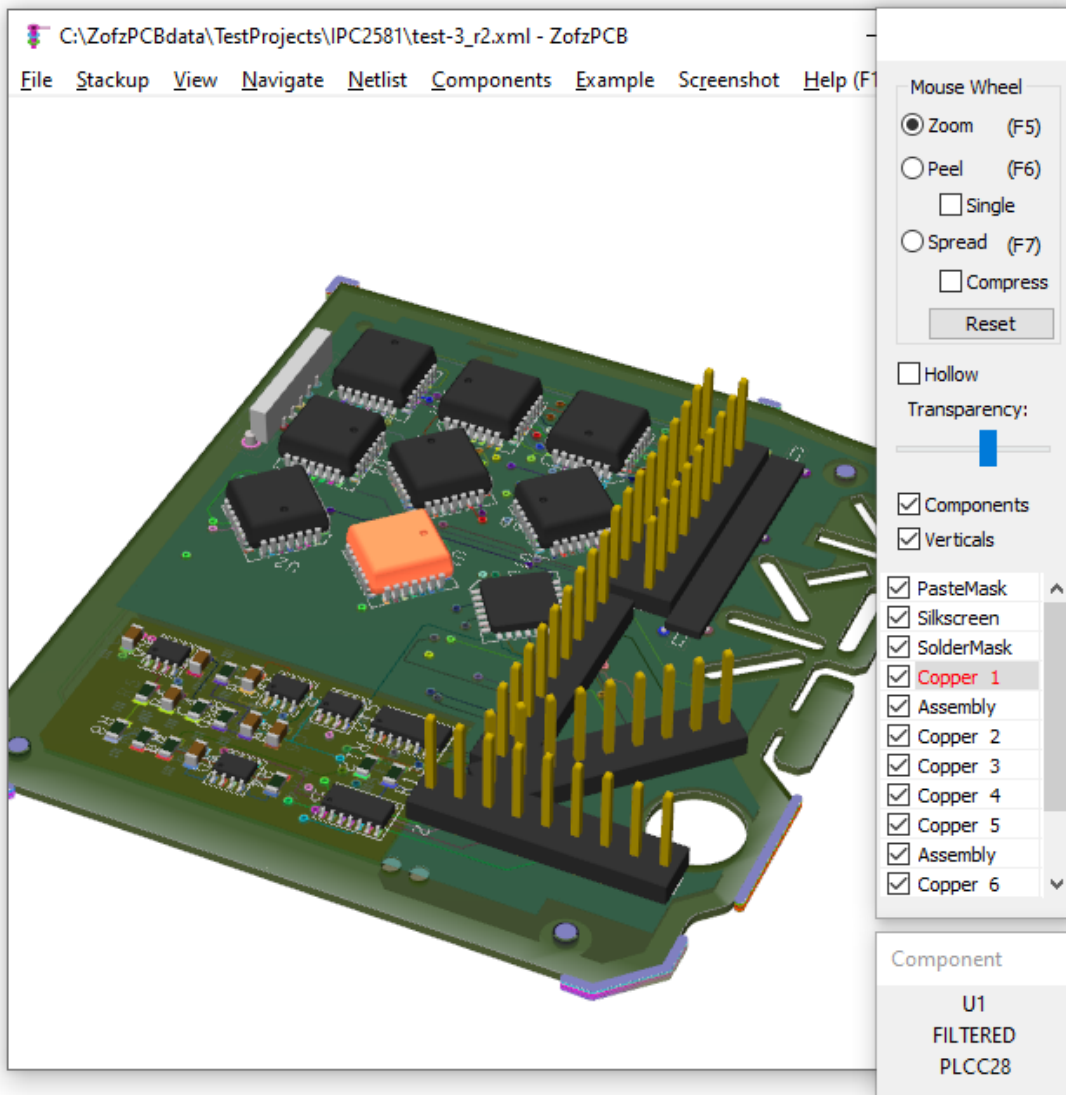 C:\ZofzPCBdata\TestProjects\IPC2581\test-3_r2.xml - ZofzPCB
File Stackup View Navigate Netlist Components Example Screenshot Help (F1
Mouse Wheel
Zoom (F5)
Peel (F6)
Single
Spread (F7)
Compress
Reset
Hollow
Transparency:
Components
Verticals
PasteMask
Silkscreen
SolderMask
Copper 1
Assembly
Copper 2
Copper 3
Copper 4
Copper 5
Assembly
Copper 6
Component
U1
FILTERED
PLCC28